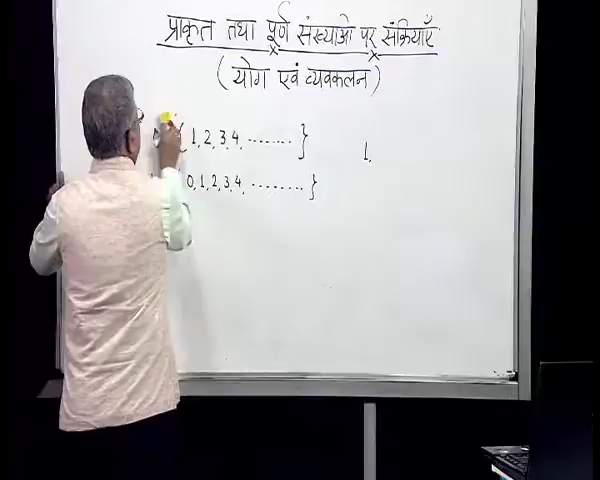 प्राकृत तथा पूर्ण संख्याओं पर संक्रियाएँ
(योग एवं व्यवकलन)
{ 1, 2, 3, 4, ........ } 1,
0, 1, 2, 3, 4, ......... }